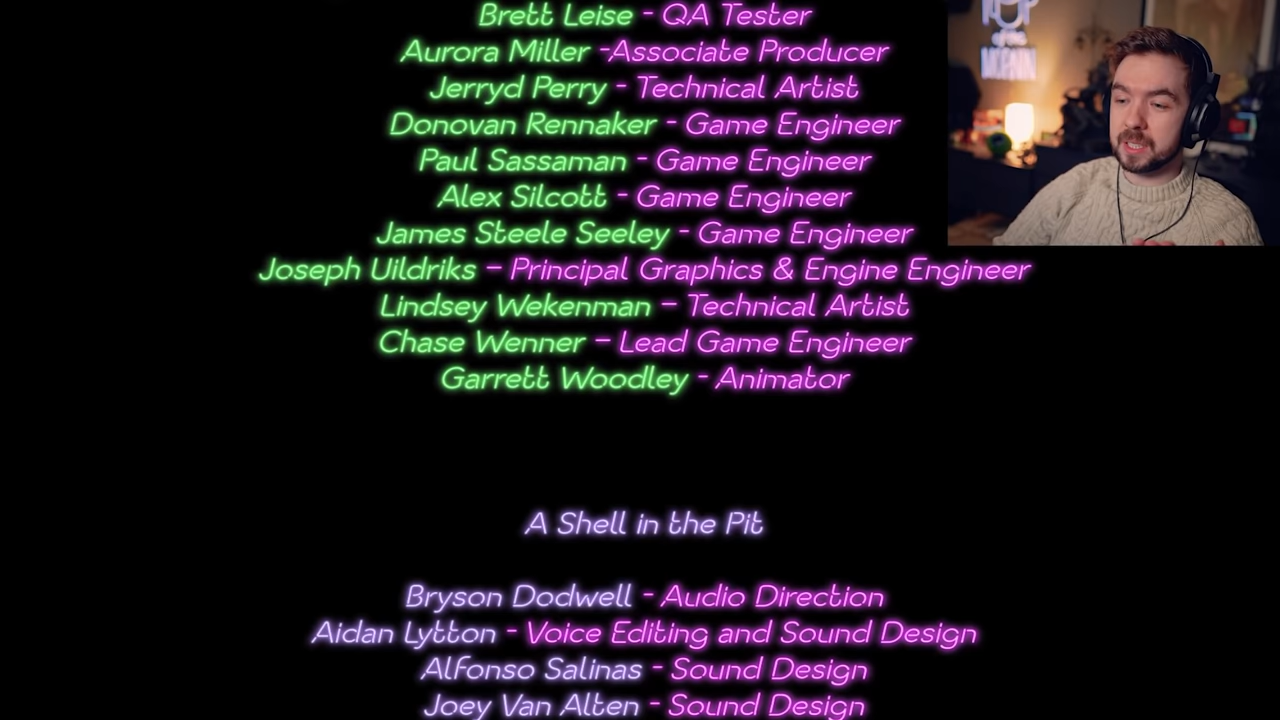 Brett Leise - QA Tester
Aurora Miller -Associate Producer
Jerryd Perry - Technical Artist
Donovan Rennaker - Game Engineer
Paul Sassaman - Game Engineer
Alex Silcott - Game Engineer
James Steele Seeley - Game Engineer
Joseph Uildriks – Principal Graphics & Engine Engineer
Lindsey Wekenman – Technical Artist
Chase Wenner – Lead Game Engineer
Garrett Woodley - Animator
A Shell in the Pit
Bryson Dodwell - Audio Direction
Aidan Lytton - Voice Editing and Sound Design
Alfonso Salinas - Sound Design
Joey Van Alten - Sound Design